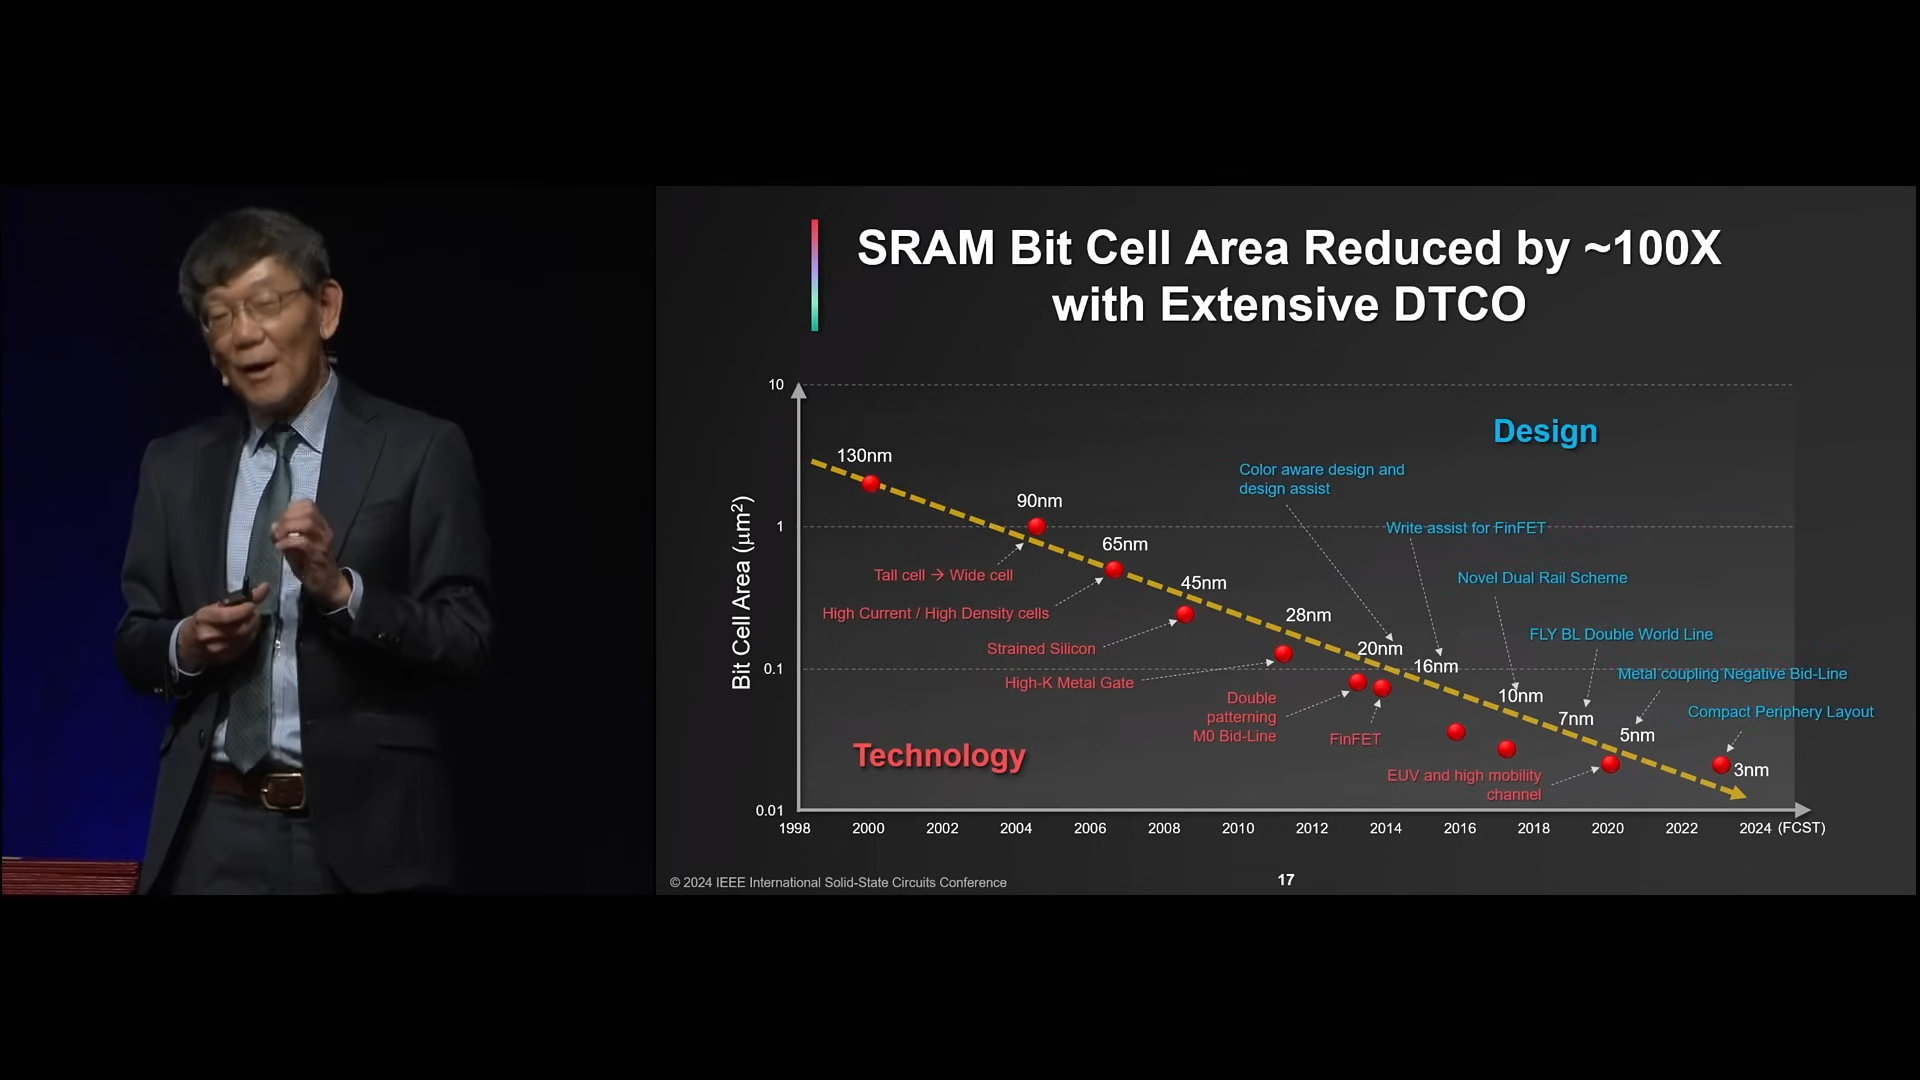 SRAM Bit Cell Area Reduced by ~100X
with Extensive DTCO
10
1
0.1
0.01
Bit Cell Area (µm²)
Design
Technology
130nm
90nm
65nm
45nm
28nm
20nm
16nm
10nm
7nm
5nm
3nm
Color aware design and
design assist
Write assist for FinFET
Novel Dual Rail Scheme
FLY BL Double World Line
Metal coupling Negative Bid-Line
Compact Periphery Layout
Tall cell → Wide cell
High Current / High Density cells
Strained Silicon
High-K Metal Gate
Double
patterning
M0 Bid-Line
FinFET
EUV and high mobility
channel
1998 2000 2002 2004 2006 2008 2010 2012 2014 2016 2018 2020 2022 2024 (FCST)
© 2024 IEEE International Solid-State Circuits Conference
17